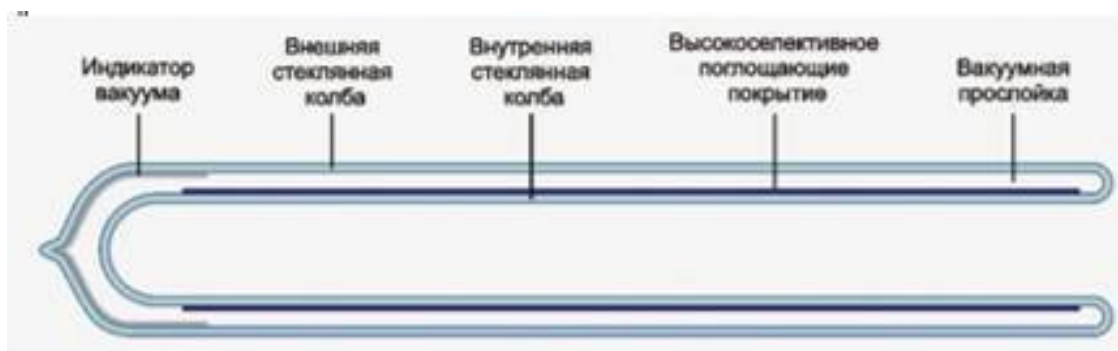 Индикатор
вакуума
Внешняя
стеклянная
колба
Внутренняя
стеклянная
колба
Высокоселективное
поглощающие
покрытие
Вакуумная
прослойка